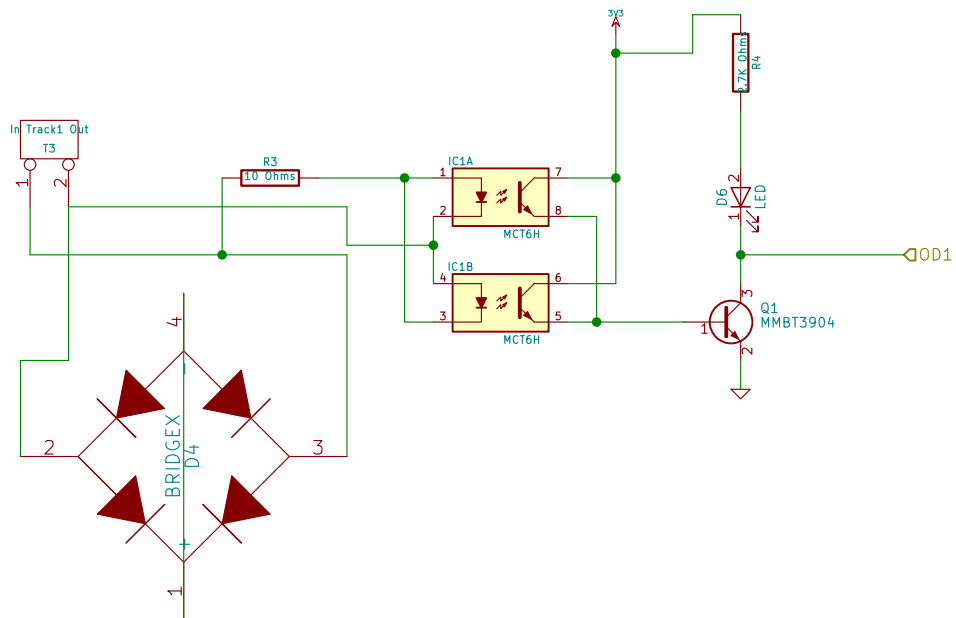 3V3
2.7K Ohms
R4
In Track1 Out
T3
1
2
R3
10 Ohms
IC1A
1
2
7
8
MCT6H
IC1B
4
3
6
5
MCT6H
2
D6
LED
1
OD1
3
Q1
MMBT3904
1
2
4
-
BRIDGEX
D4
2
3
+
1